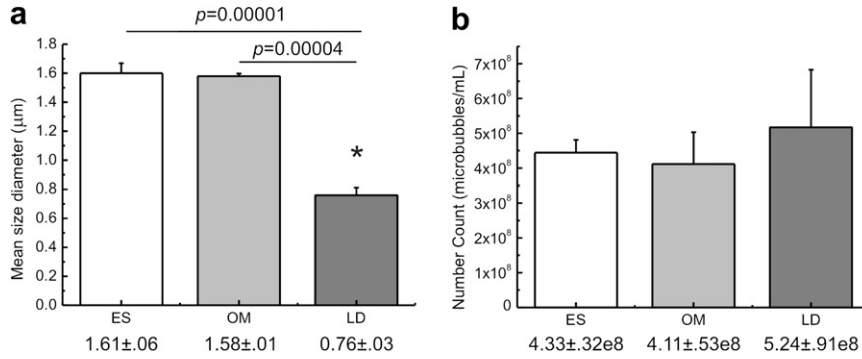 a
p=0.00001
p=0.00004
*
Mean size diameter (µm)
1.8
1.6
1.4
1.2
1.0
0.8
0.6
0.4
0.2
0.0
ES OM LD
1.61±.06 1.58±.01 0.76±.03
b
Number Count (microbubbles/mL)
7x10⁸
6x10⁸
5x10⁸
4x10⁸
3x10⁸
2x10⁸
1x10⁸
0
ES OM LD
4.33±.32e8 4.11±.53e8 5.24±.91e8